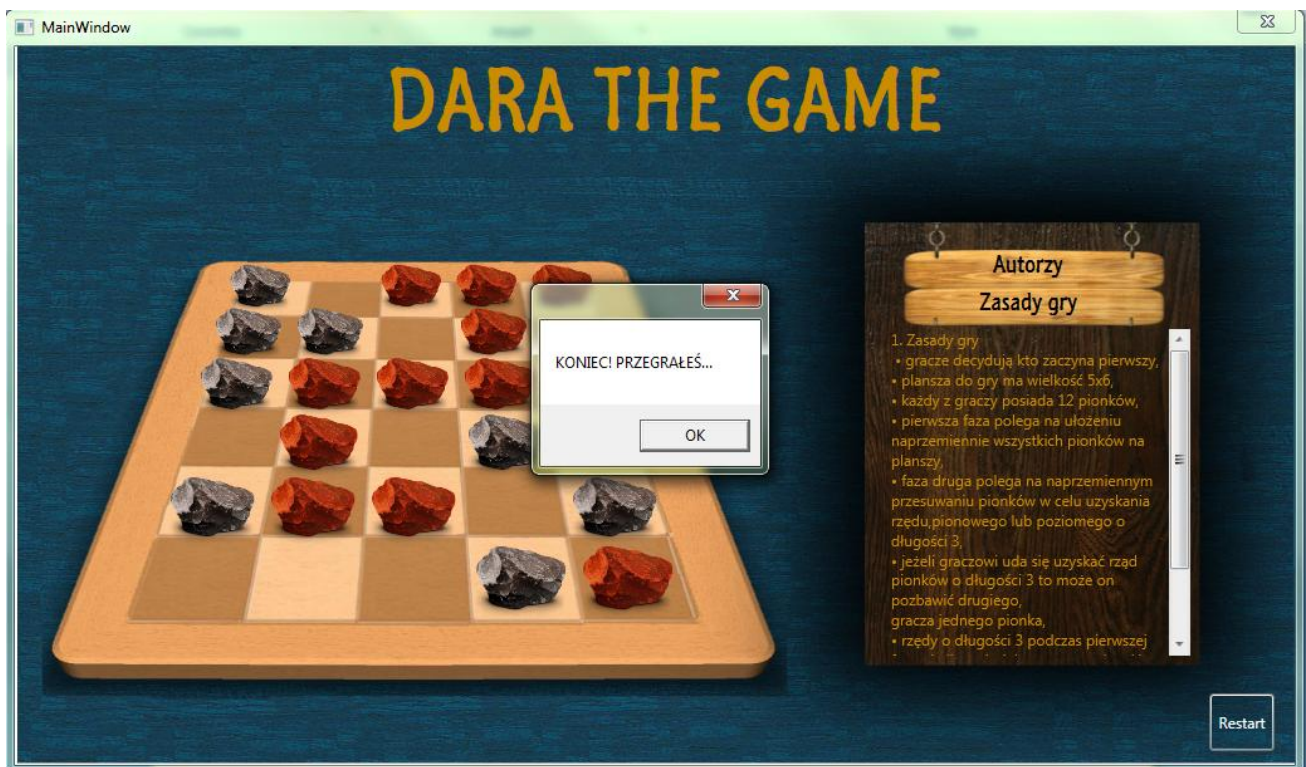 MainWindow
DARA THE GAME
KONIEC! PRZEGRAŁEŚ...
OK
Autorzy
Zasady gry
1. Zasady gry
• gracze decydują kto zaczyna pierwszy,
• plansza do gry ma wielkość 5x6,
• każdy z graczy posiada 12 pionków,
• pierwsza faza polega na ułożeniu
naprzemiennie wszystkich pionków na
planszy,
• faza druga polega na naprzemiennym
przesuwaniu pionków w celu uzyskania
rzędu,pionowego lub poziomego o
długości 3,
• jeżeli graczowi uda się uzyskać rząd
pionków o długości 3 to może on
pozbawić drugiego,
gracza jednego pionka,
• rzędy o długości 3 podczas pierwszej
Restart